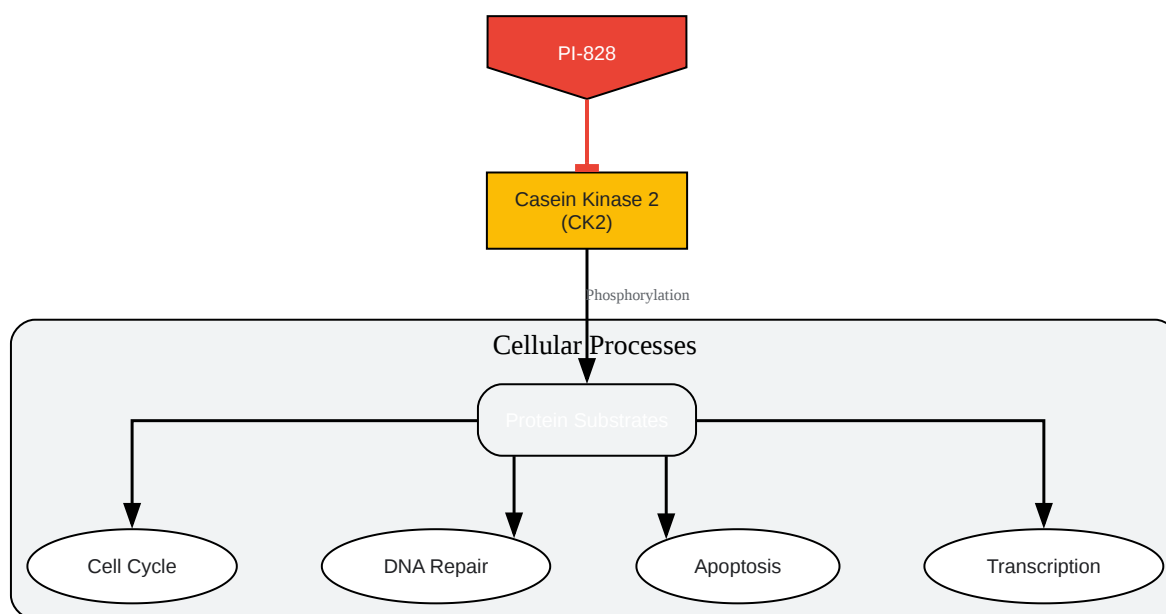 PI-828
Casein Kinase 2
(CK2)
Phosphorylation
Cellular Processes
Protein Substrates
Cell Cycle
DNA Repair
Apoptosis
Transcription